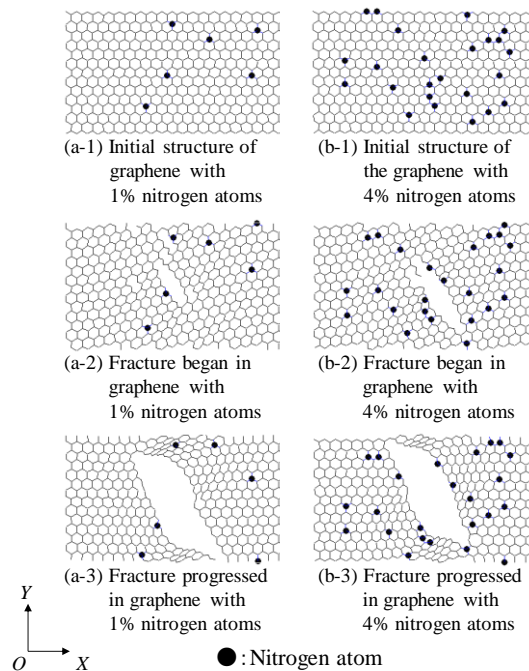 (a-1) Initial structure of
graphene with
1% nitrogen atoms
(b-1) Initial structure of
the graphene with
4% nitrogen atoms
(a-2) Fracture began in
graphene with
1% nitrogen atoms
(b-2) Fracture began in
graphene with
4% nitrogen atoms
(a-3) Fracture progressed
in graphene with
1% nitrogen atoms
(b-3) Fracture progressed
in graphene with
4% nitrogen atoms
Y
O
X
: Nitrogen atom